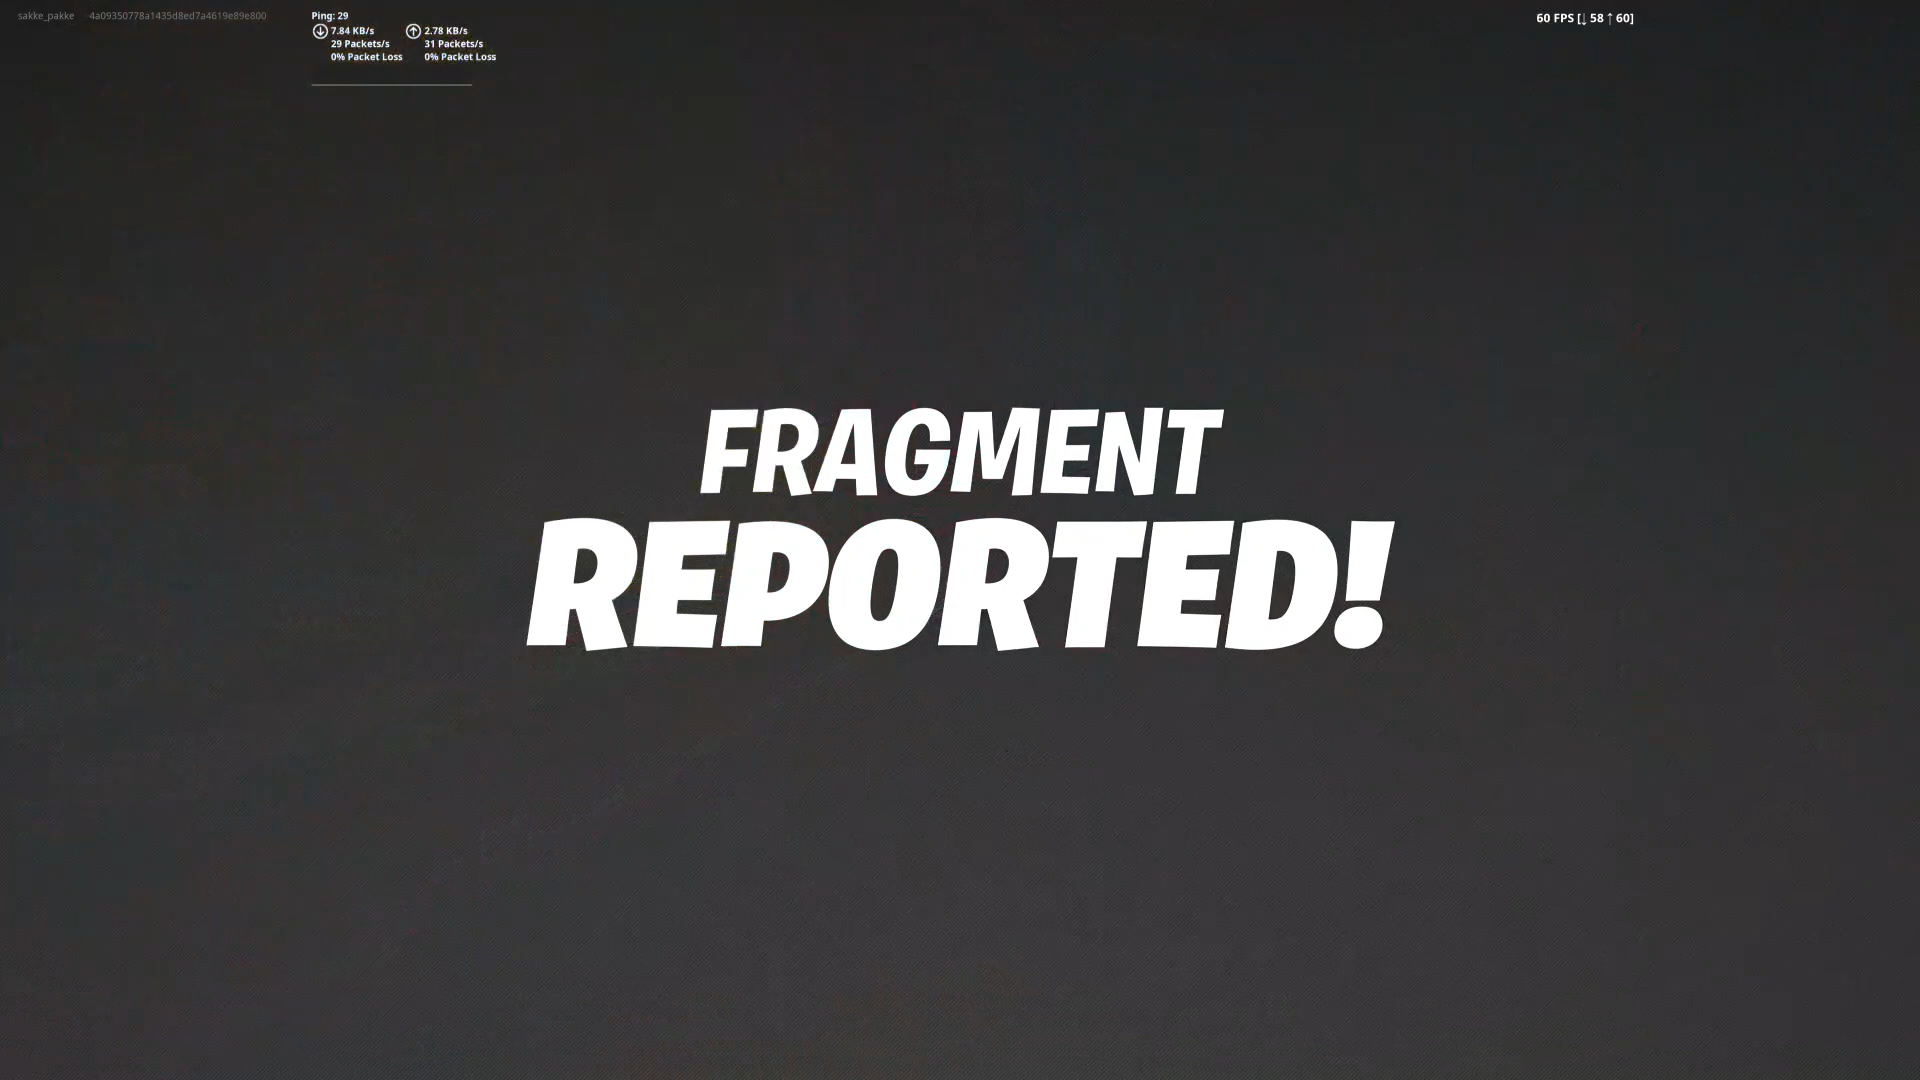 sakke_pakke 4a09350778a1435d8ed7a4619e89e800
Ping: 29
7.84 KB/s 2.78 KB/s
29 Packets/s 31 Packets/s
0% Packet Loss 0% Packet Loss
60 FPS [↓ 58 ↑ 60]
FRAGMENT
REPORTED!